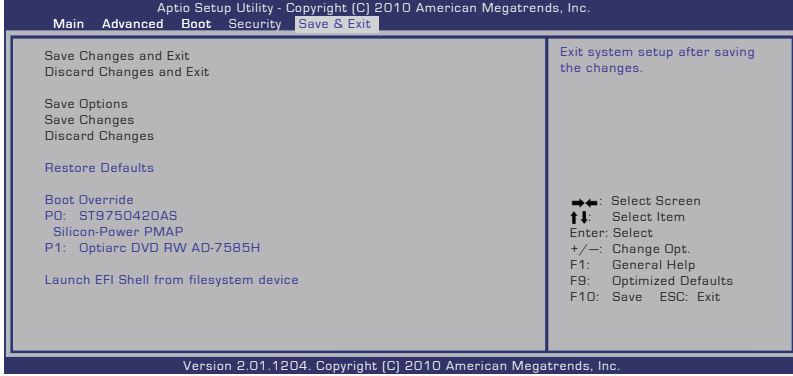 Aptio Setup Utility - Copyright (C) 2010 American Megatrends, Inc.
Main Advanced Boot Security Save & Exit
Save Changes and Exit
Discard Changes and Exit
Save Options
Save Changes
Discard Changes
Restore Defaults
Boot Override
P0: ST9750420AS
Silicon-Power PMAP
P1: Optiarc DVD RW AD-7585H
Launch EFI Shell from filesystem device
Exit system setup after saving
the changes.
→←: Select Screen
↑↓: Select Item
Enter: Select
+/—: Change Opt.
F1: General Help
F9: Optimized Defaults
F10: Save ESC: Exit
Version 2.01.1204. Copyright (C) 2010 American Megatrends, Inc.